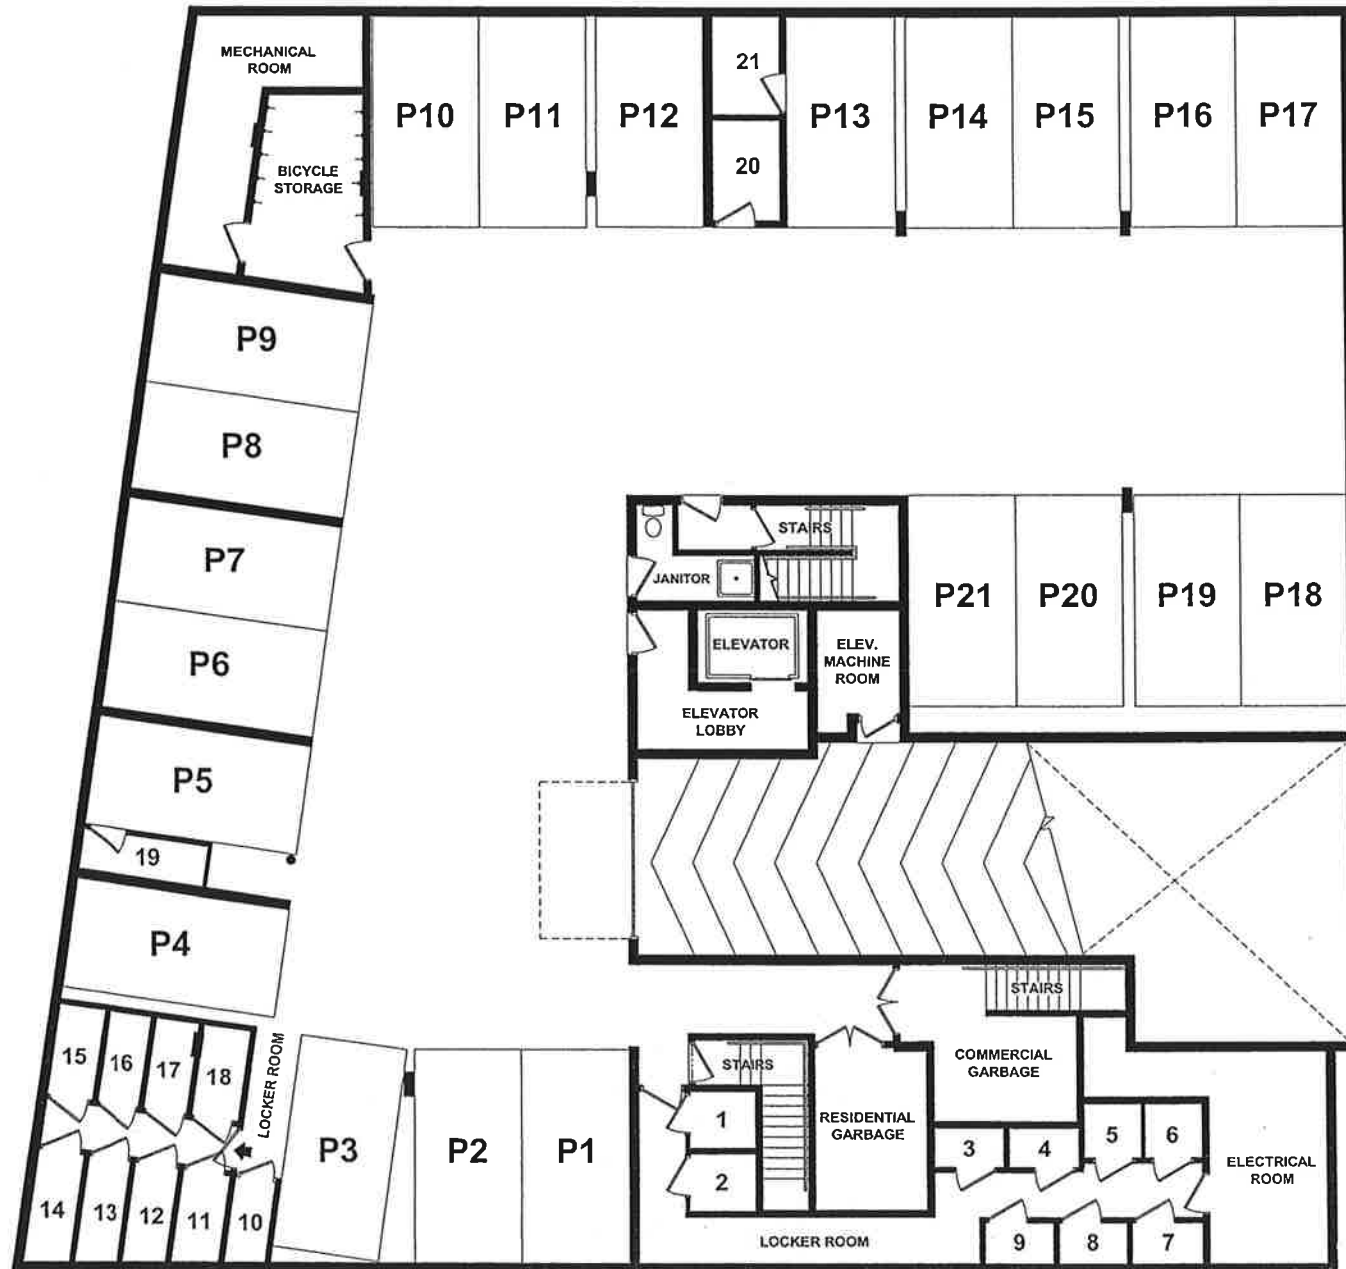 MECHANICAL
ROOM
BICYCLE
STORAGE
P10
P11
P12
21
20
P13
P14
P15
P16
P17
P9
P8
P7
P6
P5
19
P4
STAIRS
JANITOR
ELEVATOR
ELEV.
MACHINE
ROOM
ELEVATOR
LOBBY
P21
P20
P19
P18
15
16
17
18
LOCKER ROOM
14
13
12
11
10
P3
P2
P1
STAIRS
1
2
RESIDENTIAL
GARBAGE
STAIRS
COMMERCIAL
GARBAGE
3
4
5
6
ELECTRICAL
ROOM
LOCKER ROOM
9
8
7